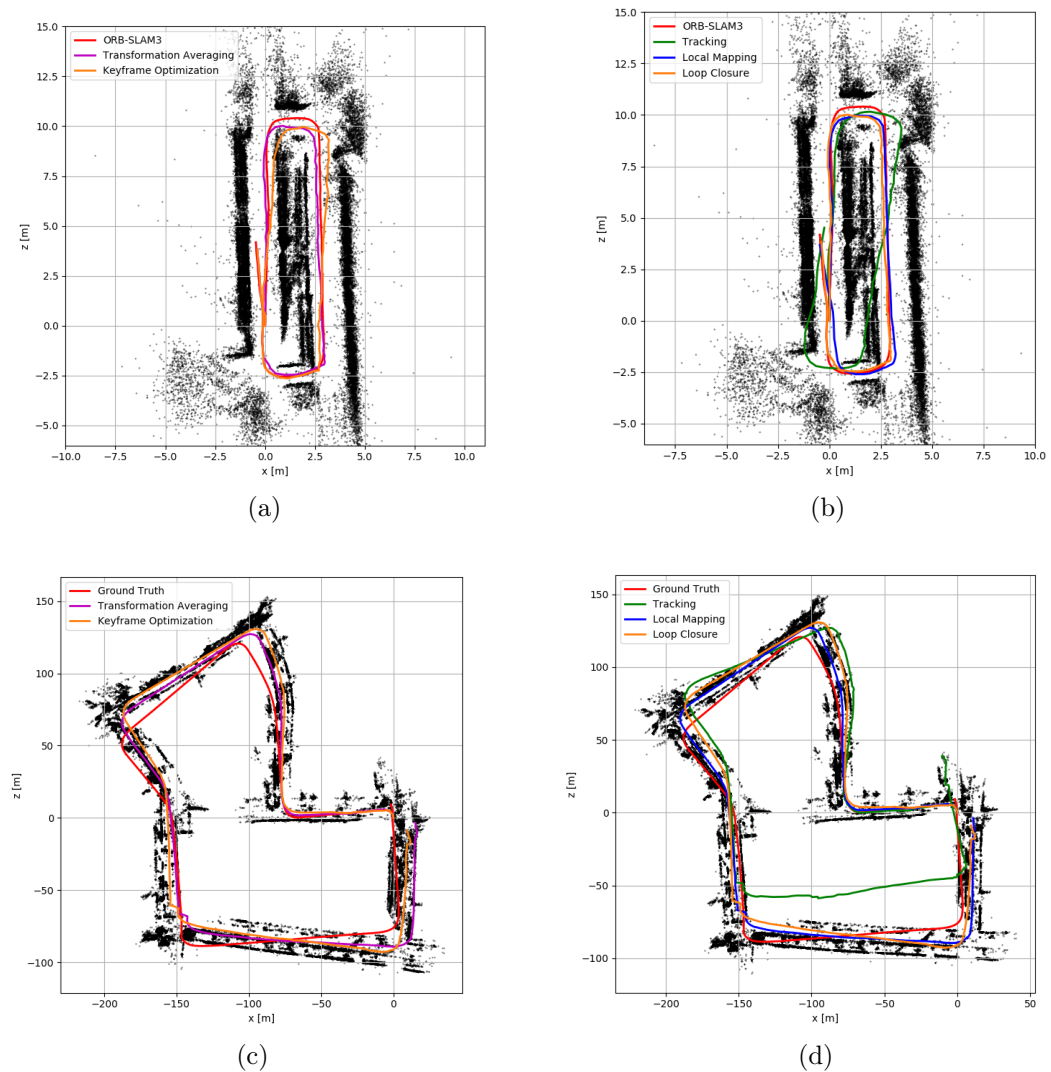 ORB-SLAM3
Transformation Averaging
Keyframe Optimization
15.0
12.5
10.0
7.5
5.0
2.5
0.0
−2.5
−5.0
z [m]
−10.0 −7.5 −5.0 −2.5 0.0 2.5 5.0 7.5 10.0
x [m]
(a)
ORB-SLAM3
Tracking
Local Mapping
Loop Closure
15.0
12.5
10.0
7.5
5.0
2.5
0.0
−2.5
−5.0
z [m]
−7.5 −5.0 −2.5 0.0 2.5 5.0 7.5 10.0
x [m]
(b)
Ground Truth
Transformation Averaging
Keyframe Optimization
150
100
50
0
−50
−100
z [m]
−200 −150 −100 −50 0
x [m]
(c)
Ground Truth
Tracking
Local Mapping
Loop Closure
150
100
50
0
−50
−100
z [m]
−200 −150 −100 −50 0 50
x [m]
(d)